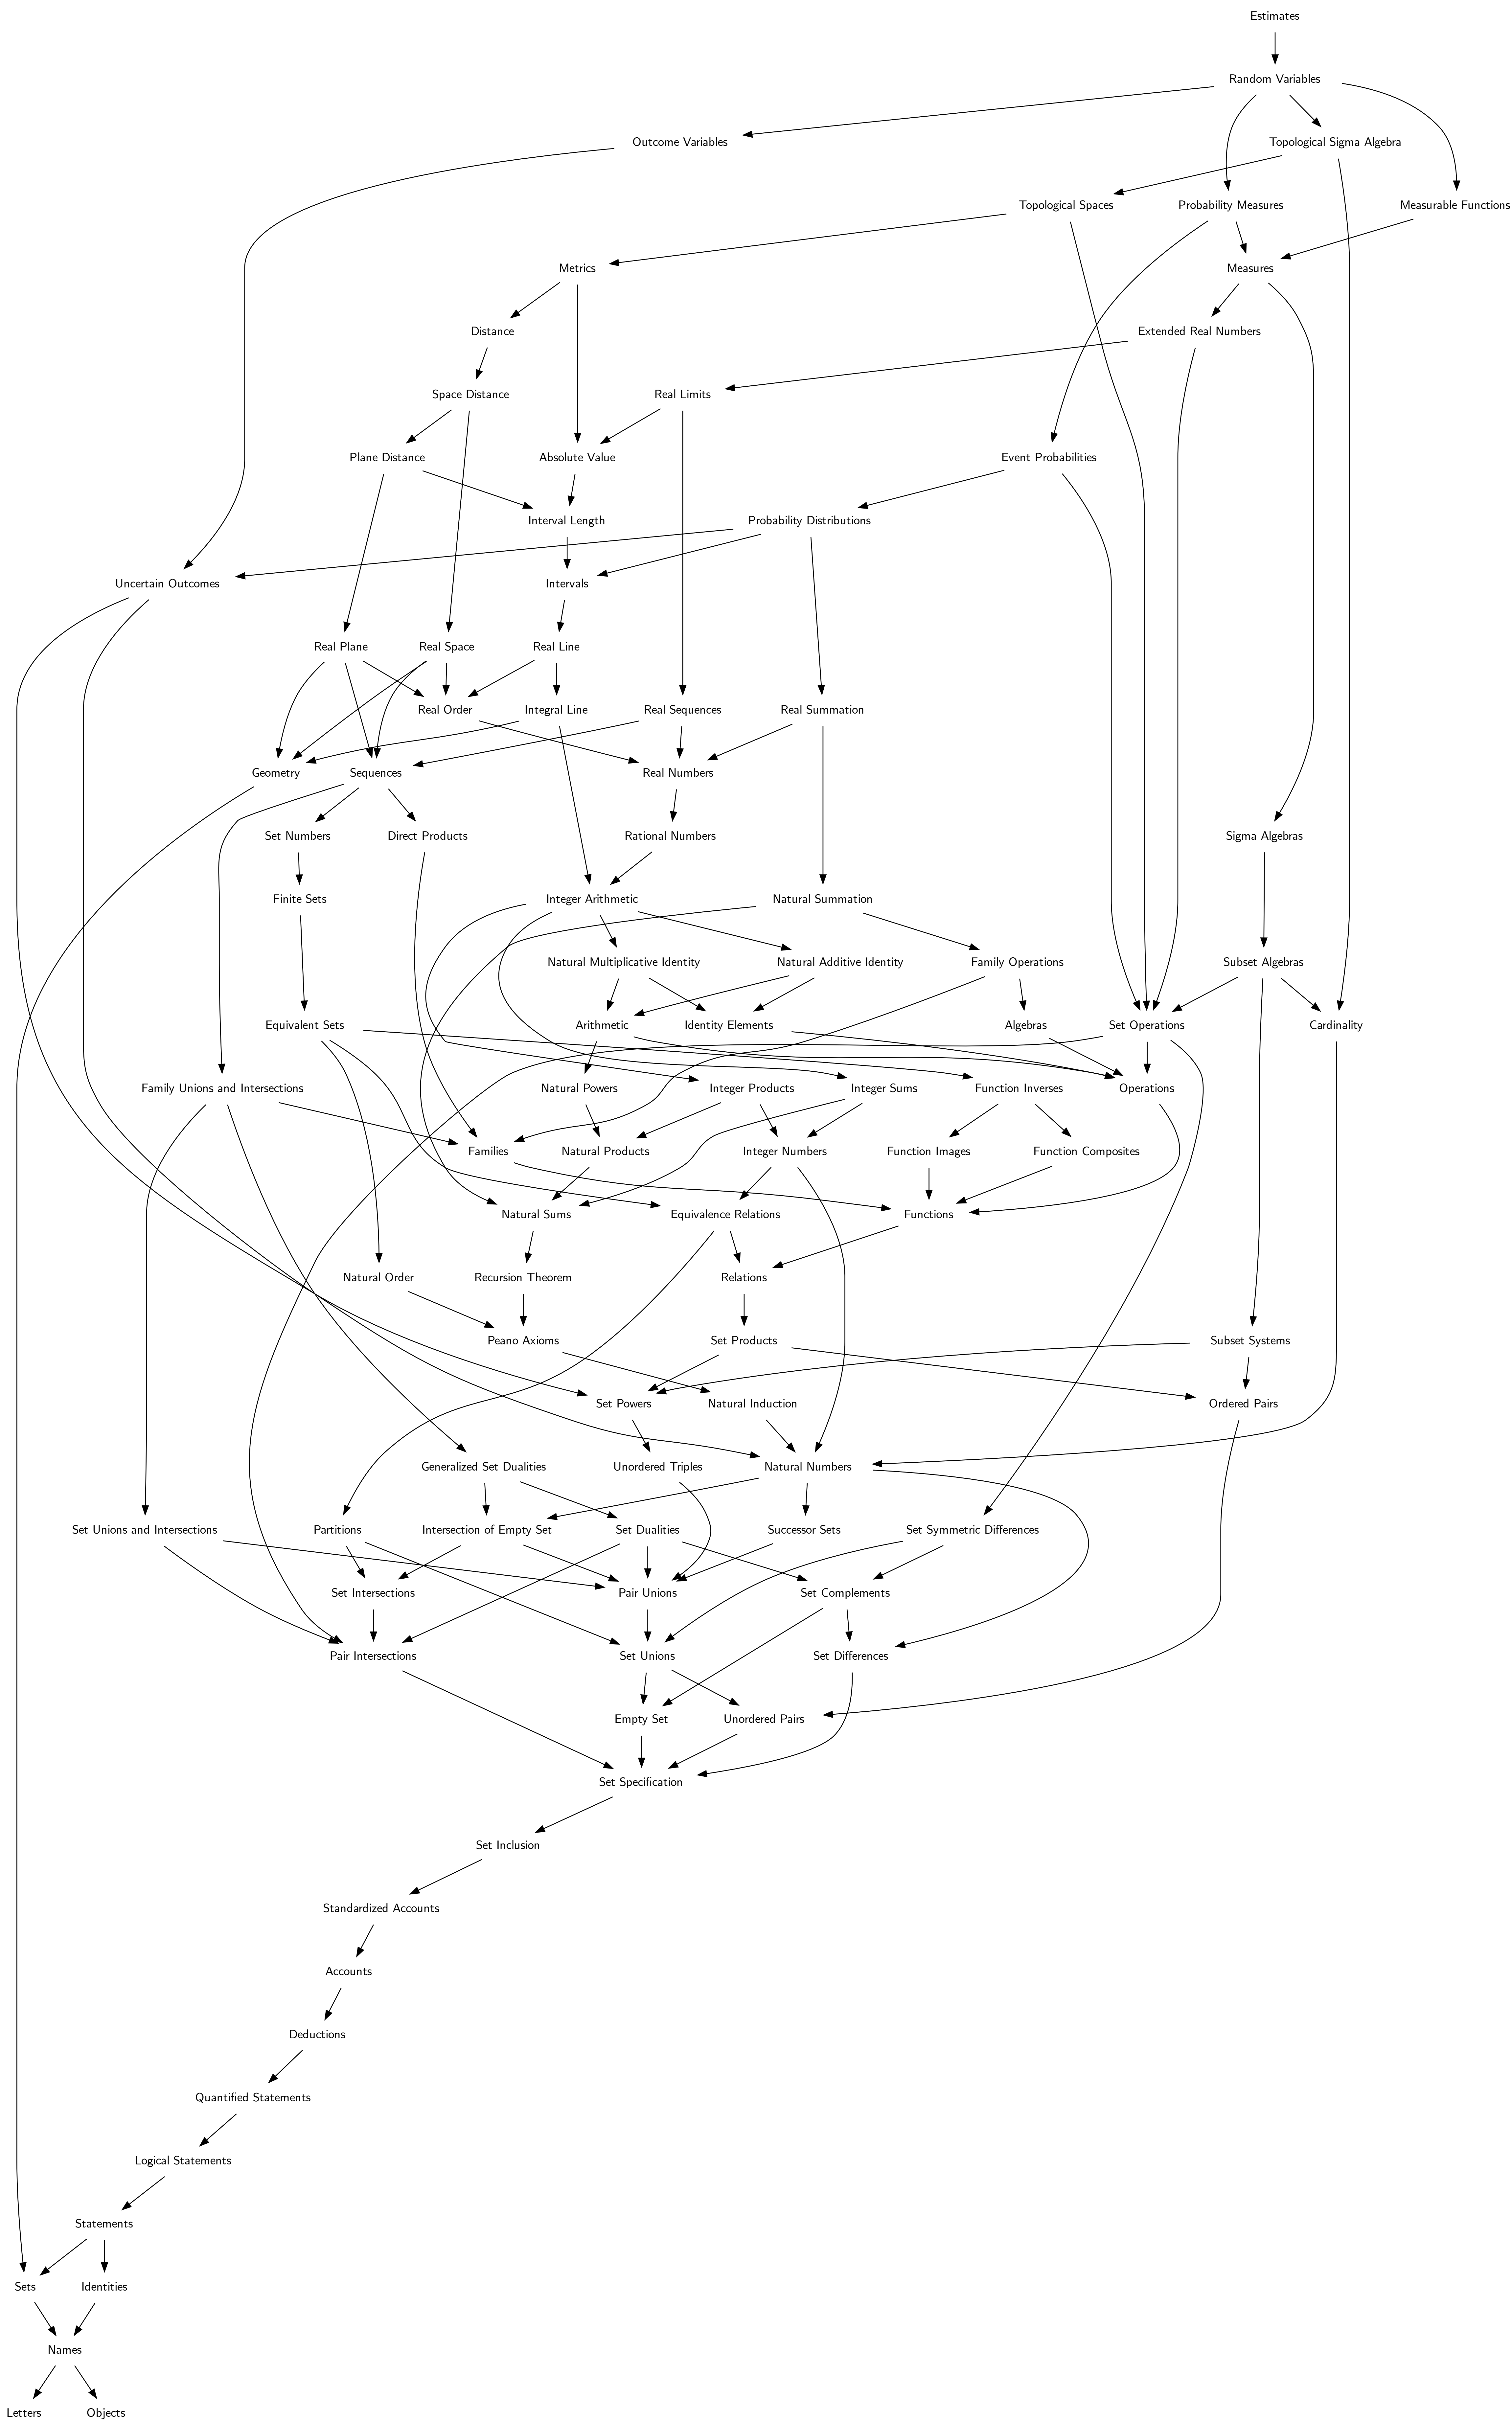 Estimates
Random Variables
Outcome Variables
Topological Sigma Algebra
Topological Spaces
Probability Measures
Measurable Functions
Metrics
Measures
Distance
Extended Real Numbers
Space Distance
Real Limits
Plane Distance
Absolute Value
Event Probabilities
Interval Length
Probability Distributions
Uncertain Outcomes
Intervals
Real Plane
Real Space
Real Line
Real Order
Integral Line
Real Sequences
Real Summation
Geometry
Sequences
Real Numbers
Set Numbers
Direct Products
Rational Numbers
Sigma Algebras
Finite Sets
Integer Arithmetic
Natural Summation
Natural Multiplicative Identity
Natural Additive Identity
Family Operations
Subset Algebras
Equivalent Sets
Arithmetic
Identity Elements
Algebras
Set Operations
Cardinality
Family Unions and Intersections
Natural Powers
Integer Products
Integer Sums
Function Inverses
Operations
Families
Natural Products
Integer Numbers
Function Images
Function Composites
Natural Sums
Equivalence Relations
Functions
Natural Order
Recursion Theorem
Relations
Peano Axioms
Set Products
Subset Systems
Set Powers
Natural Induction
Ordered Pairs
Generalized Set Dualities
Unordered Triples
Natural Numbers
Set Unions and Intersections
Partitions
Intersection of Empty Set
Set Dualities
Successor Sets
Set Symmetric Differences
Set Intersections
Pair Unions
Set Complements
Pair Intersections
Set Unions
Set Differences
Empty Set
Unordered Pairs
Set Specification
Set Inclusion
Standardized Accounts
Accounts
Deductions
Quantified Statements
Logical Statements
Statements
Sets
Identities
Names
Letters
Objects